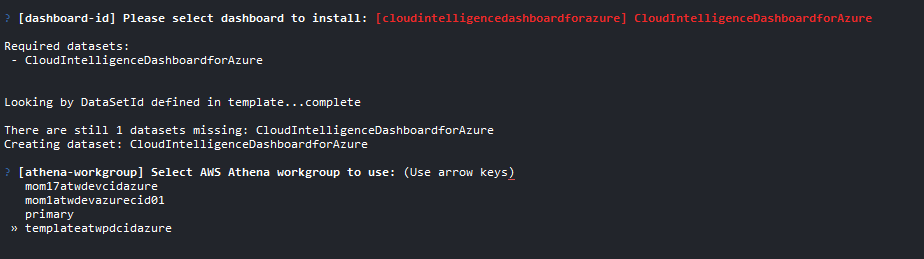 ? [dashboard-id] Please select dashboard to install: [cloudintelligencedashboardforazure] CloudIntelligenceDashboardforAzure
Required datasets:
- CloudIntelligenceDashboardforAzure
Looking by DataSetId defined in template...complete
There are still 1 datasets missing: CloudIntelligenceDashboardforAzure
Creating dataset: CloudIntelligenceDashboardforAzure
? [athena-workgroup] Select AWS Athena workgroup to use: (Use arrow keys)
mom17atwdevcidazure
mom1atwdevazurecid01
primary
» templateatwpdcidazure